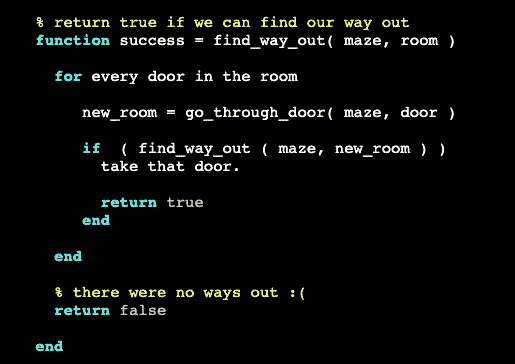 % return true if we can find our way out
function success = find_way_out( maze, room )
for every door in the room
new_room = go_through_door( maze, door )
if ( find_way_out ( maze, new_room ) )
take that door.
return true
end
end
% there were no ways out :(
return false
end